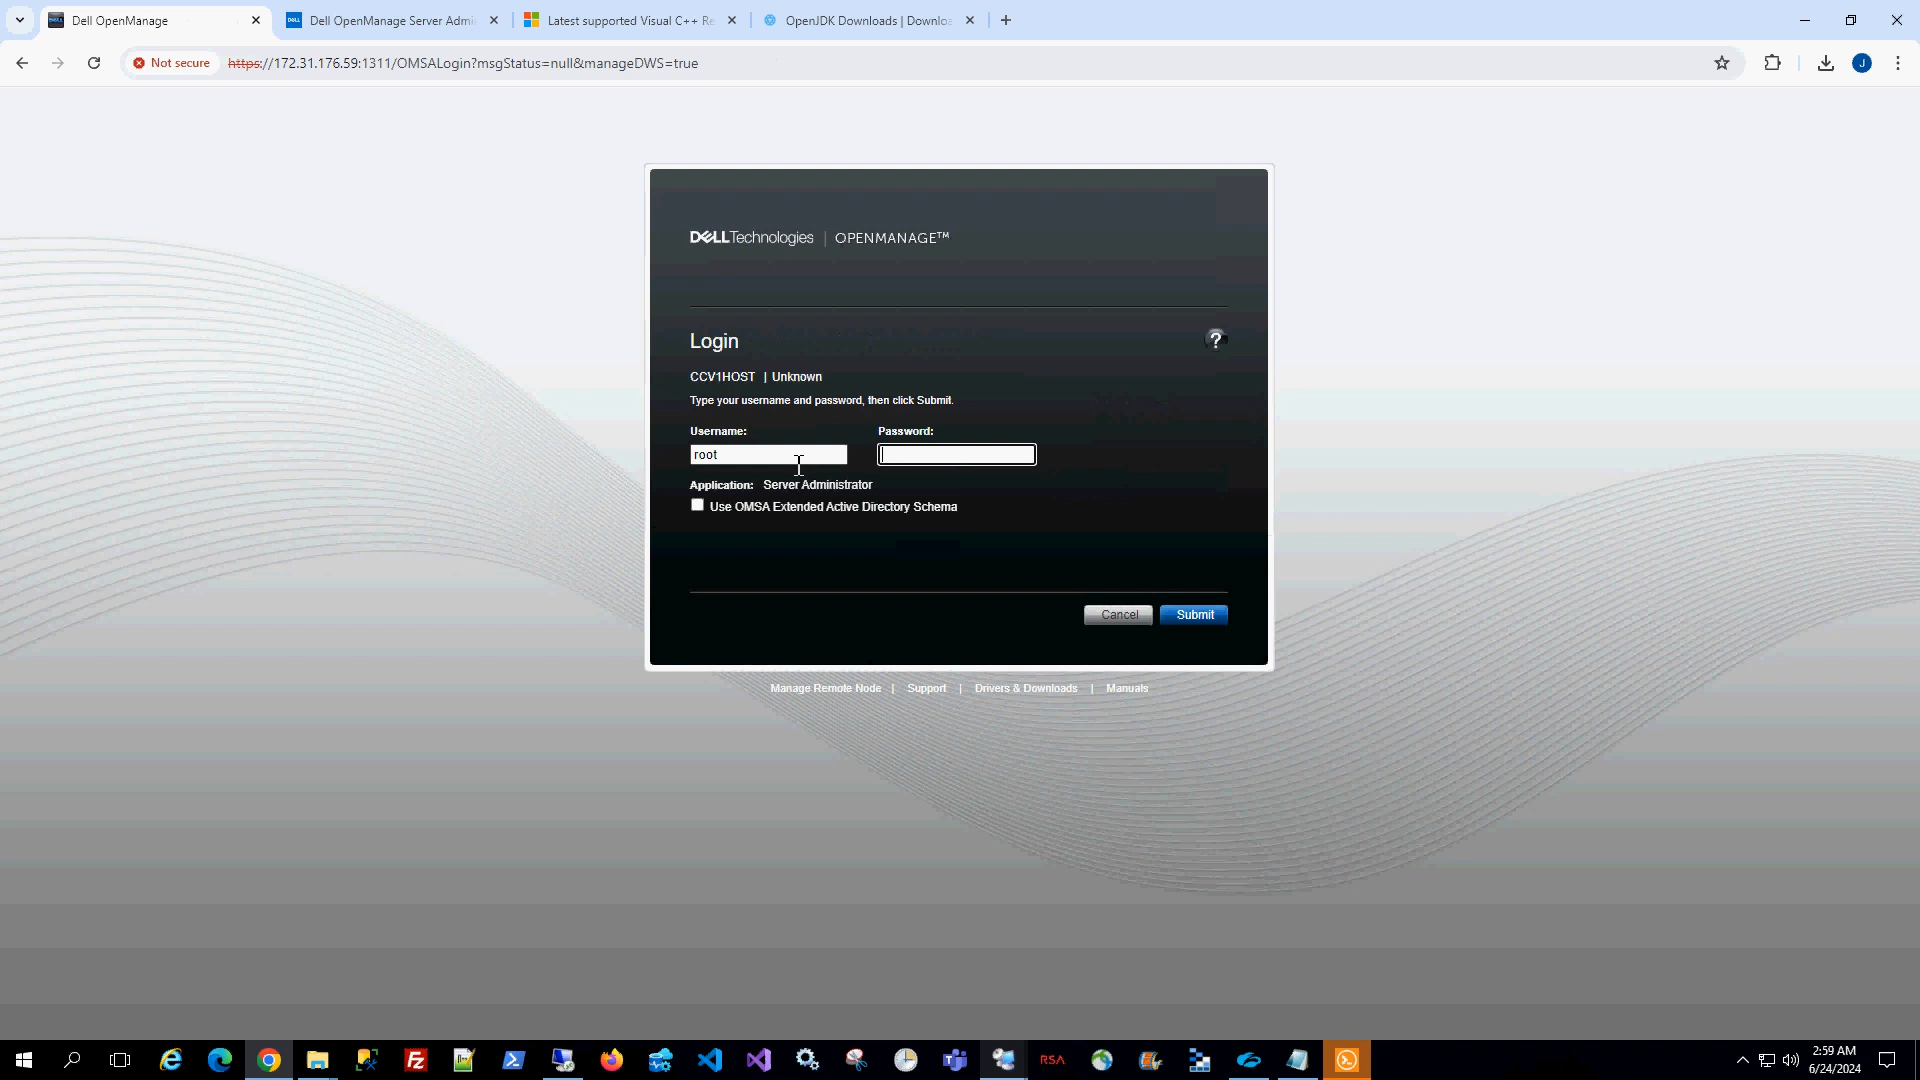 Dell OpenManage
Dell OpenManage Server Admi
Latest supported Visual C++ Re
OpenJDK Downloads | Downloa
Not secure
https://172.31.176.59:1311/OMSALogin?msgStatus=null&manageDWS=true
J
DELLTechnologies | OPENMANAGE™
Login
?
CCV1HOST | Unknown
Type your username and password, then click Submit.
Username: Password:
root
Application: Server Administrator
Use OMSA Extended Active Directory Schema
Cancel Submit
Manage Remote Node | Support | Drivers & Downloads | Manuals
RSA
2:59 AM
6/24/2024